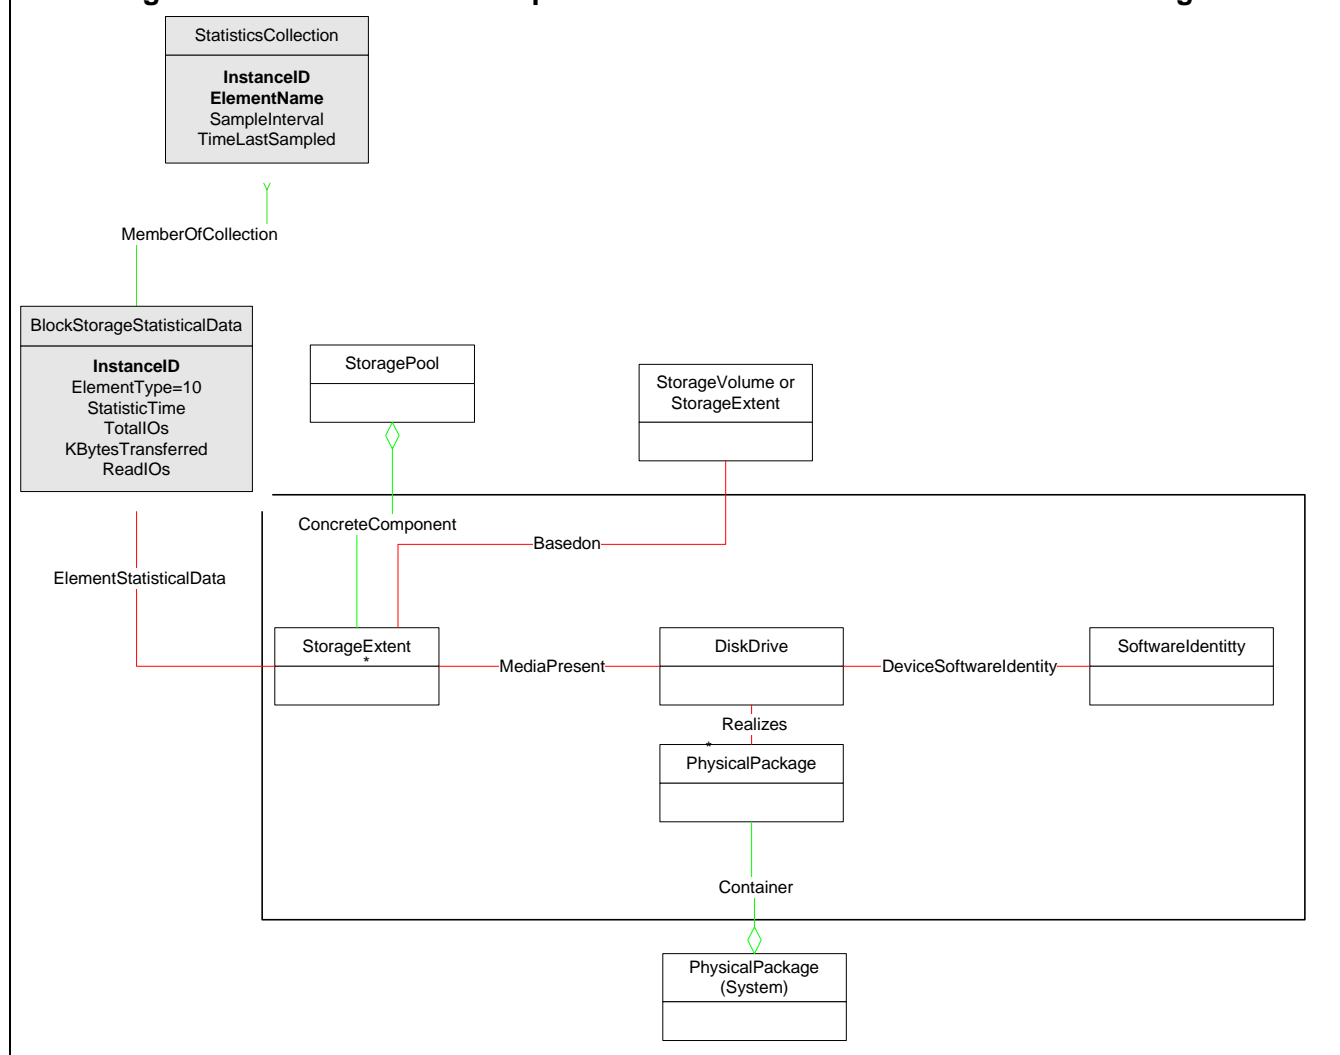 StatisticsCollection
InstanceID
ElementName
SampleInterval
TimeLastSampled
MemberOfCollection
BlockStorageStatisticalData
InstanceID
ElementType=10
StatisticTime
TotalIOs
KBytesTransferred
ReadIOs
StoragePool
StorageVolume or
StorageExtent
ConcreteComponent
Basedon
ElementStatisticalData
StorageExtent
*
MediaPresent
DiskDrive
DeviceSoftwareIdentity
SoftwareIdentitty
Realizes
*
PhysicalPackage
Container
PhysicalPackage
(System)